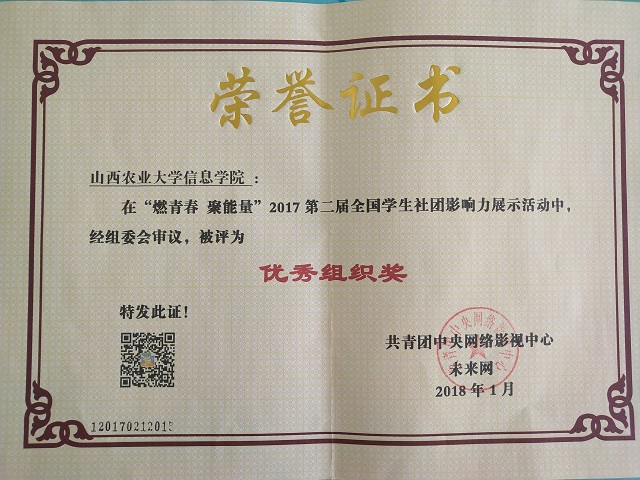 荣誉证书
山西农业大学信息学院：
在“燃青春 聚能量”2017第二届全国学生社团影响力展示活动中，
经组委会审议，被评为
优秀组织奖
特发此证！
共青团中央网络影视中心
未来网
2018年1月